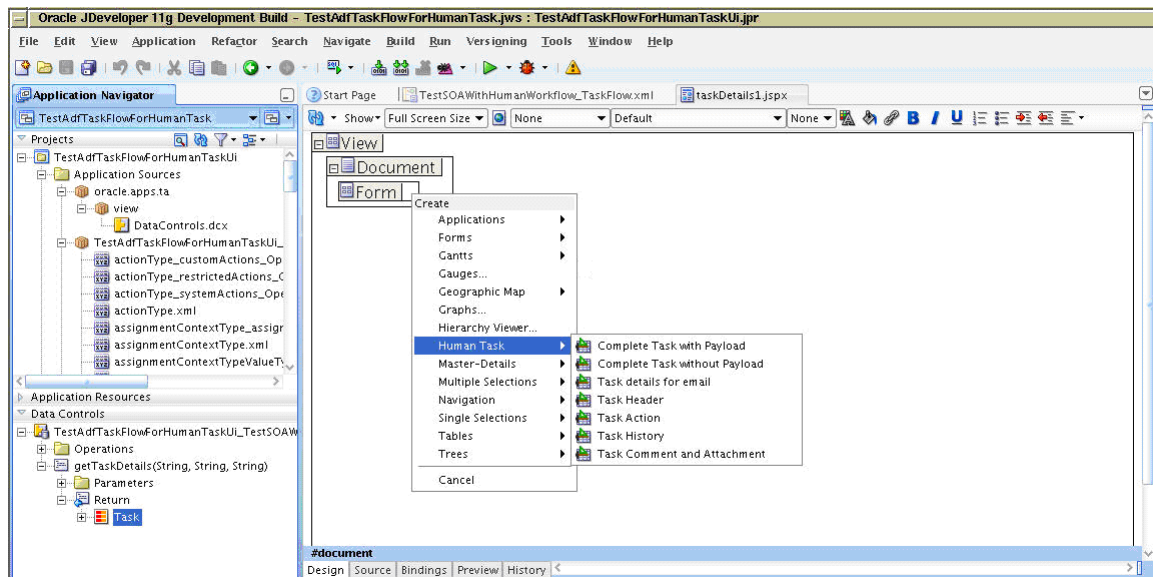 Oracle JDeveloper 11g Development Build - TestAdfTaskFlowForHumanTask.jws : TestAdfTaskFlowForHumanTaskUi.jpr
File Edit View Application Refactor Search Navigate Build Run Versioning Tools Window Help
Application Navigator
TestAdfTaskFlowForHumanTask
Projects
TestAdfTaskFlowForHumanTaskUi
Application Sources
oracle.apps.ta
view
DataControls.dcx
TestAdfTaskFlowForHumanTaskUi_
actionType_customActions_Op
actionType_restrictedActions_C
actionType_systemActions_Ope
actionType.xml
assignmentContextType_assigr
assignmentContextType.xml
assignmentContextTypeValueTy
Application Resources
Data Controls
TestAdfTaskFlowForHumanTaskUi_TestSOAW
Operations
getTaskDetails(String, String, String)
Parameters
Return
Task
Start Page TestSOAWithHumanWorkflow_TaskFlow.xml taskDetails1.jspx
Show Full Screen Size None Default None B I U
View
Document
Form
Create
Applications
Forms
Gantts
Gauges...
Geographic Map
Graphs...
Hierarchy Viewer...
Human Task
Master-Details
Multiple Selections
Navigation
Single Selections
Tables
Trees
Cancel
Complete Task with Payload
Complete Task without Payload
Task details for email
Task Header
Task Action
Task History
Task Comment and Attachment
#document
Design Source Bindings Preview History